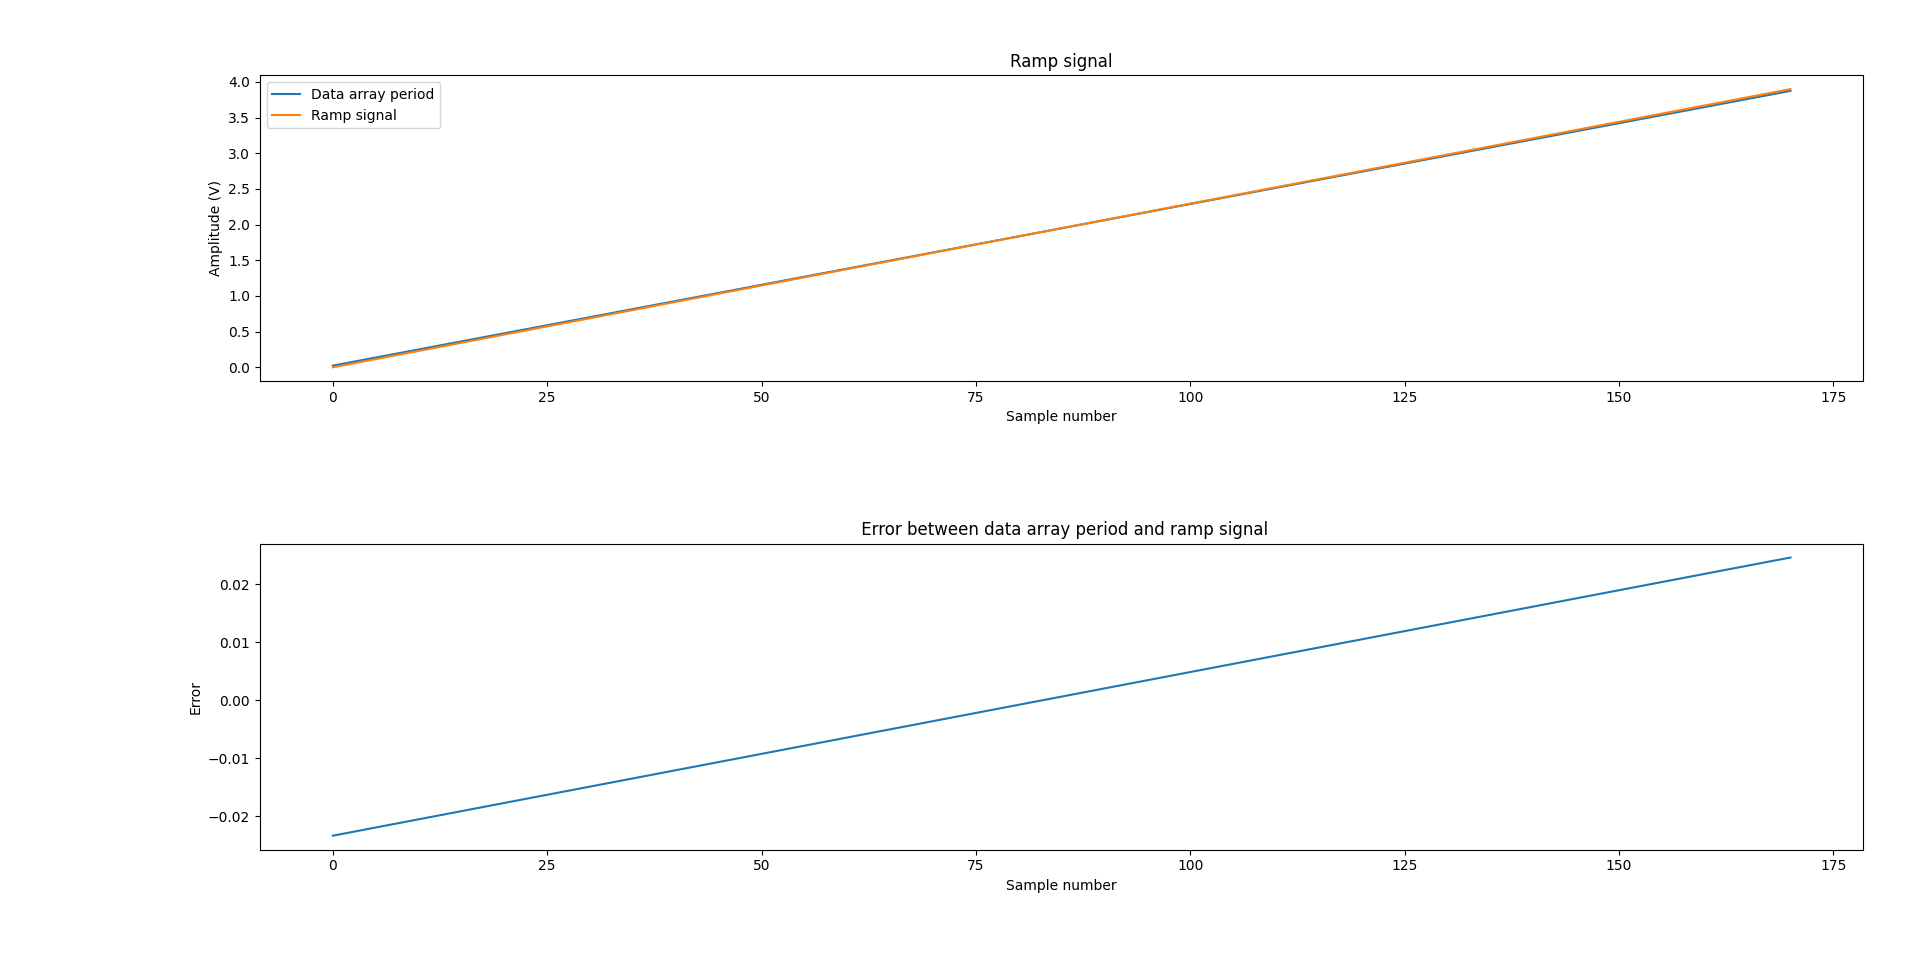 Ramp signal
Data array period
Ramp signal
4.0
3.5
3.0
2.5
2.0
1.5
1.0
0.5
0.0
Amplitude (V)
0 25 50 75 100 125 150 175
Sample number
Error between data array period and ramp signal
0.02
0.01
0.00
−0.01
−0.02
Error
0 25 50 75 100 125 150 175
Sample number